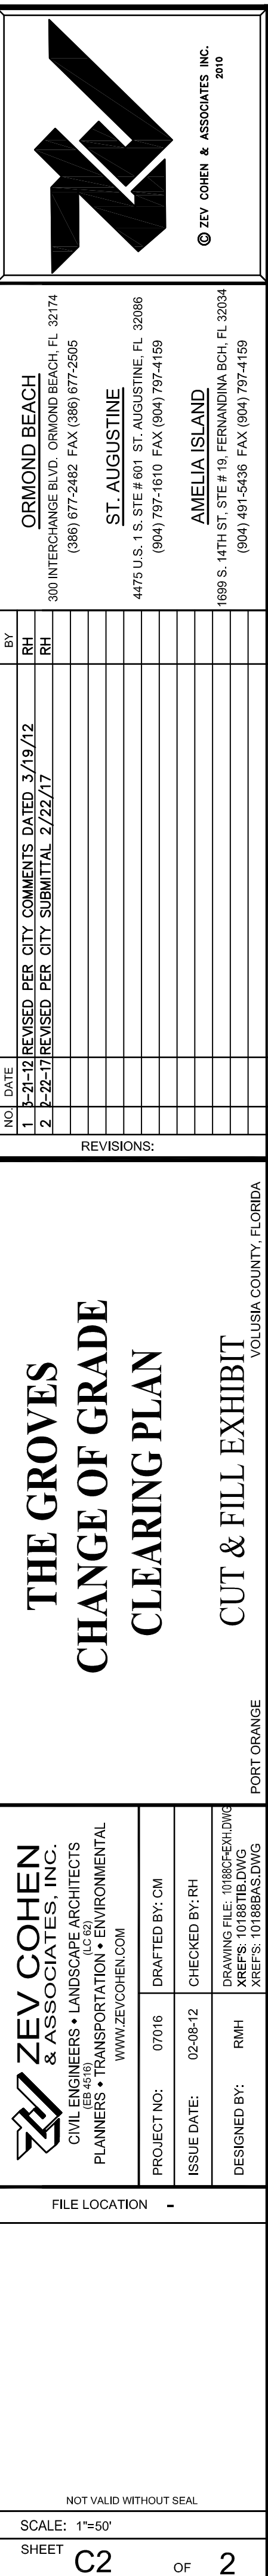 © ZEV COHEN & ASSOCIATES INC.
2010
ORMOND BEACH
300 INTERCHANGE BLVD. ORMOND BEACH, FL 32174
(386) 677-2482 FAX (386) 677-2505
ST. AUGUSTINE
4475 U.S. 1 S. STE # 601 ST. AUGUSTINE, FL 32086
(904) 797-1610 FAX (904) 797-4159
AMELIA ISLAND
1699 S. 14TH ST, STE # 19, FERNANDINA BCH, FL 32034
(904) 491-5436 FAX (904) 797-4159
NO. DATE BY
1 3-21-12 REVISED PER CITY COMMENTS DATED 3/19/12 RH
2 2-22-17 REVISED PER CITY SUBMITTAL 2/22/17 RH
REVISIONS:
THE GROVES
CHANGE OF GRADE
CLEARING PLAN
CUT & FILL EXHIBIT
PORT ORANGE VOLUSIA COUNTY, FLORIDA
ZEV COHEN
& ASSOCIATES, INC.
CIVIL ENGINEERS • LANDSCAPE ARCHITECTS
(EB 4516) (LC 62)
PLANNERS • TRANSPORTATION • ENVIRONMENTAL
WWW.ZEVCOHEN.COM
PROJECT NO: 07016 DRAFTED BY: CM
ISSUE DATE: 02-08-12 CHECKED BY: RH
DESIGNED BY: RMH
DRAWING FILE: 10188CF-EXH.DWG
XREF'S: 10188TIB.DWG
XREF'S: 10188BAS.DWG
FILE LOCATION -
NOT VALID WITHOUT SEAL
SCALE: 1"=50'
SHEET C2 OF 2